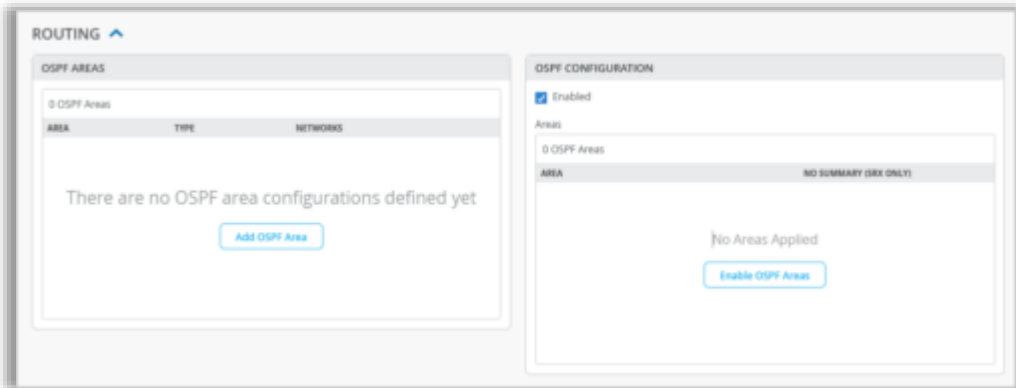 ROUTING
OSPF AREAS
0 OSPF Areas
AREA TYPE NETWORKS
There are no OSPF area configurations defined yet
Add OSPF Area
OSPF CONFIGURATION
Enabled
Areas
0 OSPF Areas
AREA NO SUMMARY (SRX ONLY)
No Areas Applied
Enable OSPF Areas